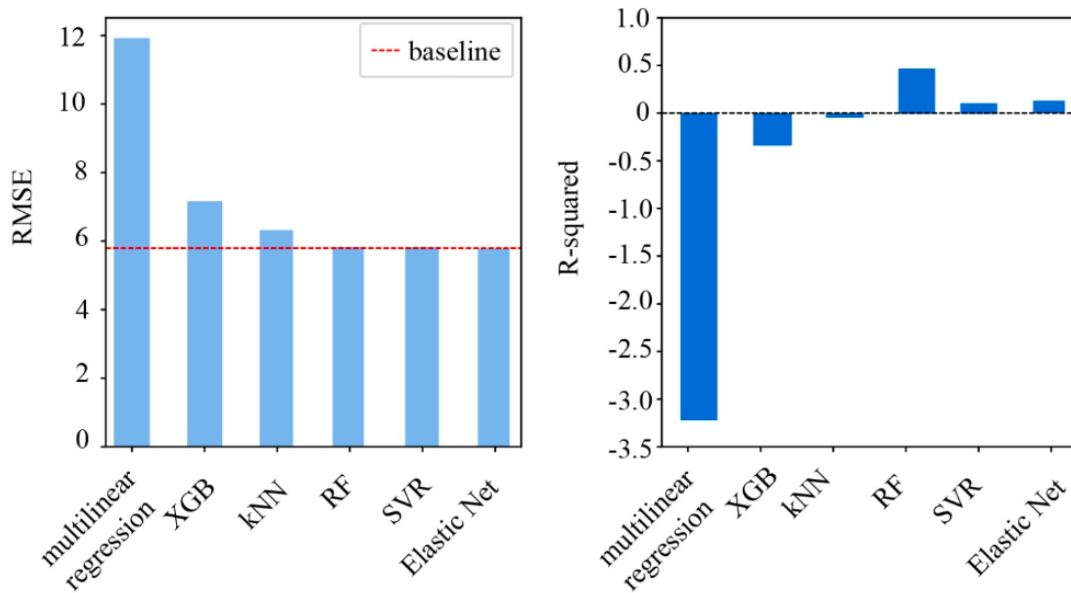 12
10
8
6
4
2
0
RMSE
baseline
multilinear
regression
XGB
kNN
RF
SVR
Elastic Net
1.0
0.5
0
-0.5
-1.0
-1.5
-2.0
-2.5
-3.0
-3.5
R-squared
multilinear
regression
XGB
kNN
RF
SVR
Elastic Net